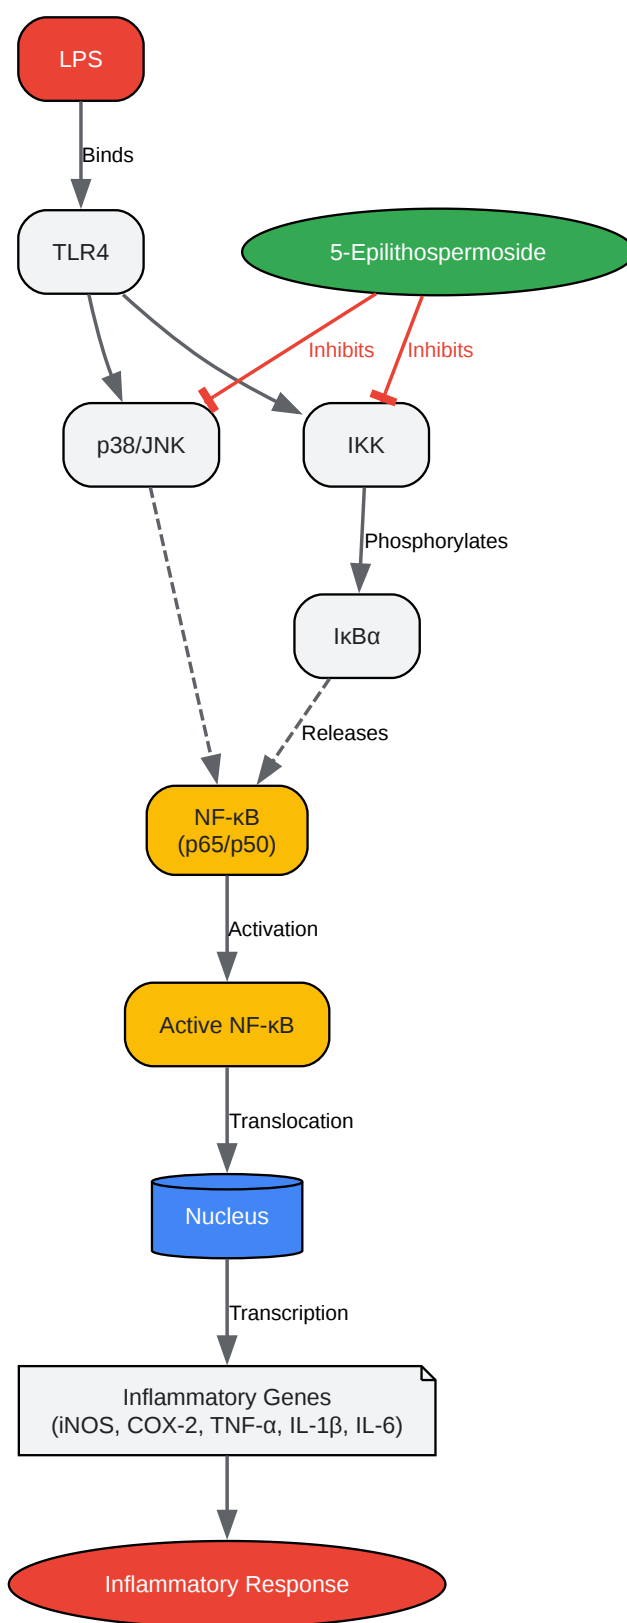 LPS
Binds
TLR4
5-Epilithospermoside
Inhibits
Inhibits
p38/JNK
IKK
Phosphorylates
IκBα
Releases
NF-κB
(p65/p50)
Activation
Active NF-κB
Translocation
Nucleus
Transcription
Inflammatory Genes
(iNOS, COX-2, TNF-α, IL-1β, IL-6)
Inflammatory Response